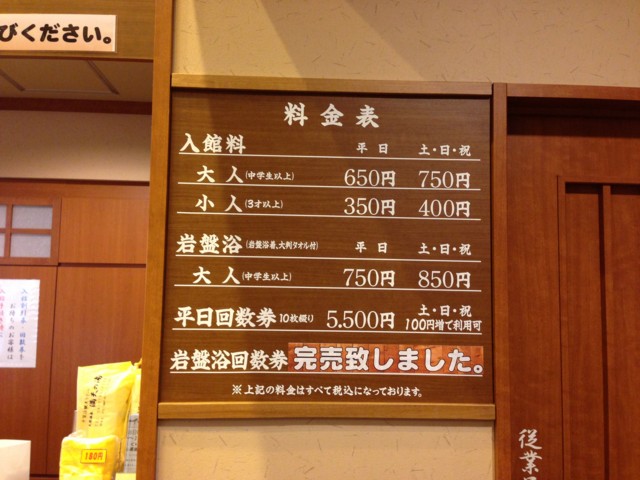 びください。
料金表
入館料 平日 土・日・祝
大人(中学生以上) 650円 750円
小人(3才以上) 350円 400円
岩盤浴(岩盤浴着、大判タオル付) 平日 土・日・祝
大人(中学生以上) 750円 850円
平日回数券10枚綴り 5,500円 土・日・祝
100円増で利用可
岩盤浴回数券 完売致しました。
※上記の料金はすべて税込になっております。
180円
従業